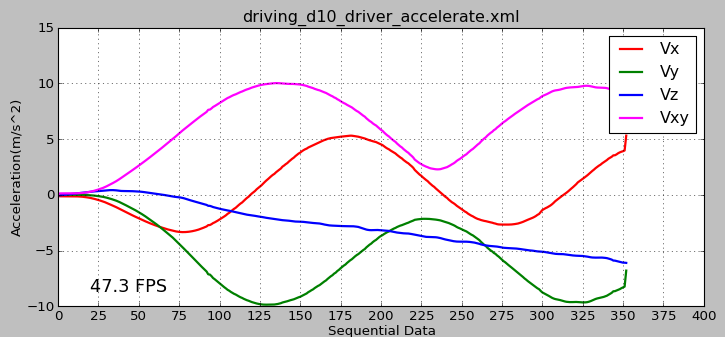 driving_d10_driver_accelerate.xml
15
10
5
0
−5
−10
Acceleration(m/s^2)
Vx
Vy
Vz
Vxy
47.3 FPS
0 25 50 75 100 125 150 175 200 225 250 275 300 325 350 375 400
Sequential Data